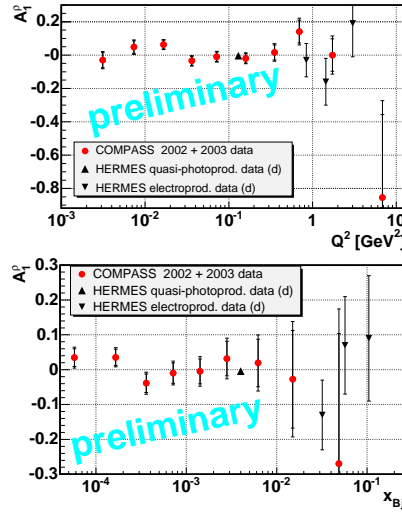 A₁^ρ
0.2
-0
-0.2
-0.4
-0.6
-0.8
preliminary
COMPASS 2002 + 2003 data
HERMES quasi-photoprod. data (d)
HERMES electroprod. data (d)
10⁻³ 10⁻² 10⁻¹ 1 10
Q² [GeV²]
A₁^ρ
0.3
0.2
0.1
0
-0.1
-0.2
-0.3
COMPASS 2002 + 2003 data
HERMES quasi-photoprod. data (d)
HERMES electroprod. data (d)
preliminary
10⁻⁴ 10⁻³ 10⁻² 10⁻¹